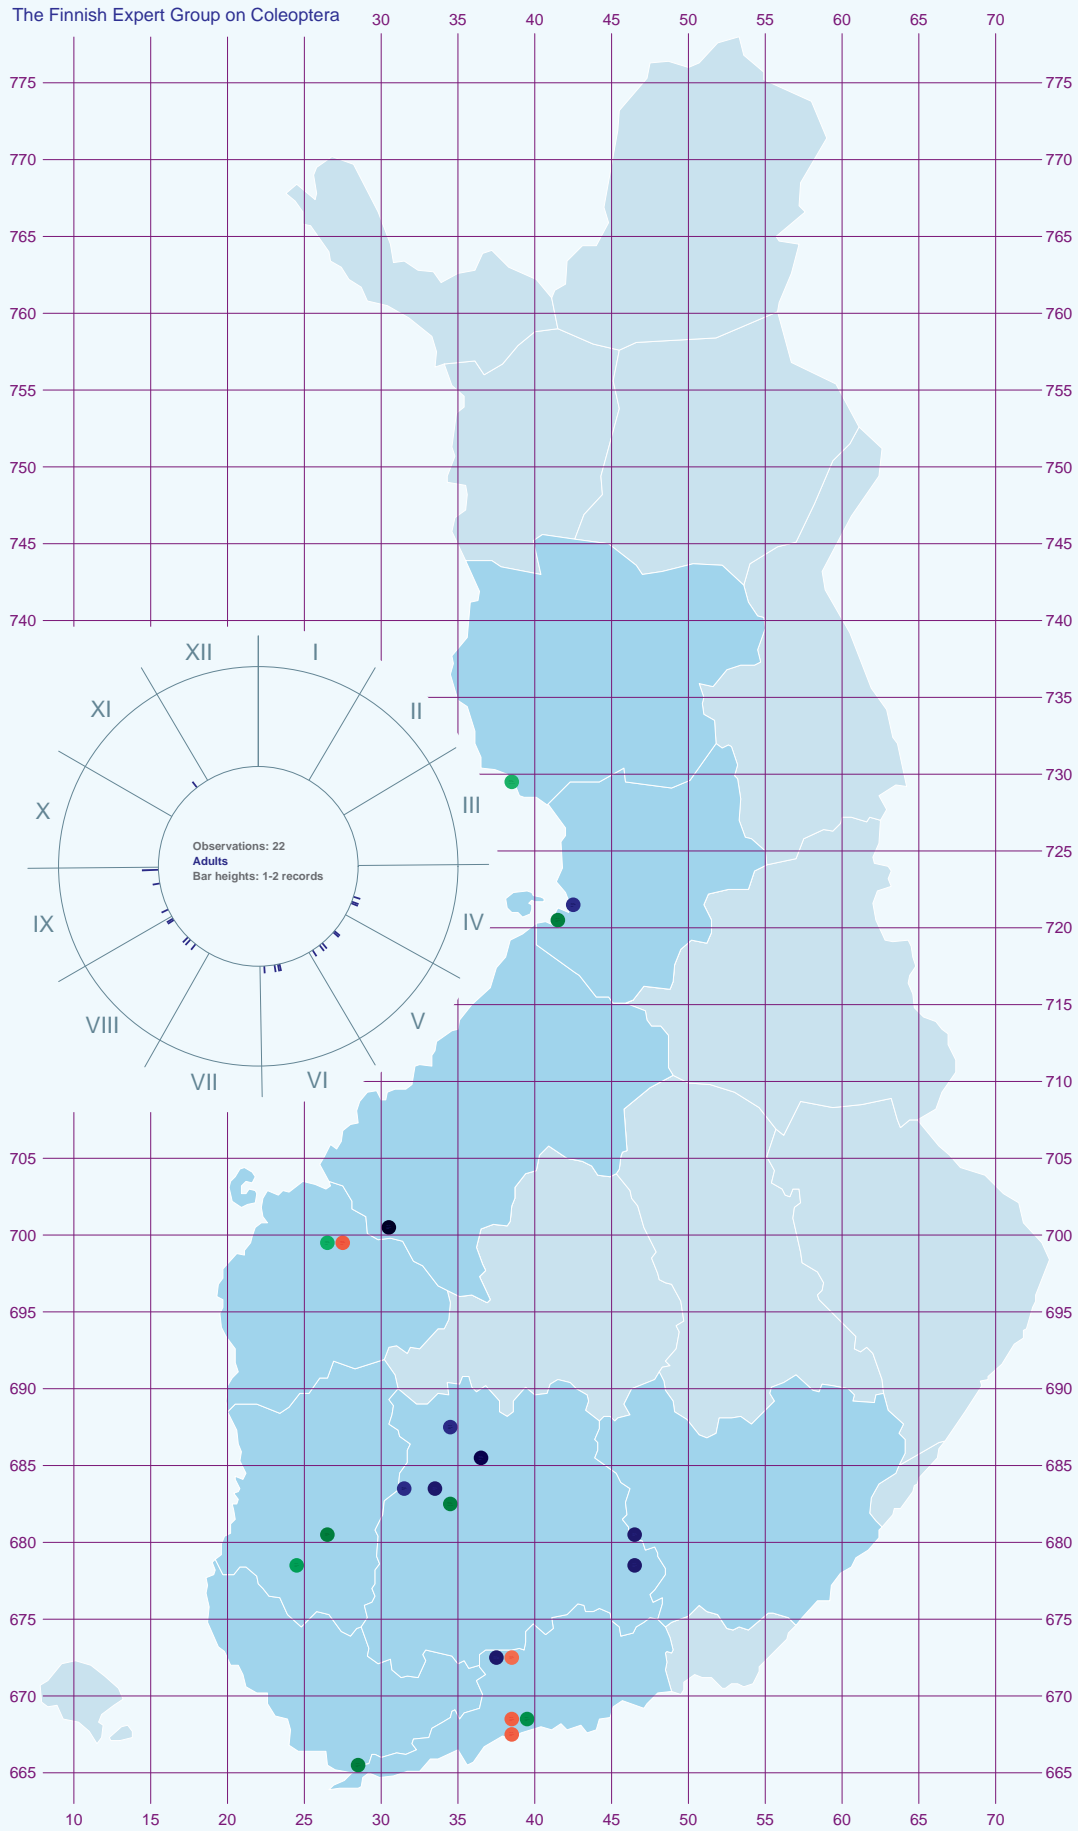 The Finnish Expert Group on Coleoptera
30 35 40 45 50 55 60 65 70
775 775
770 770
765 765
760 760
755 755
750 750
745 745
740 740
XII I
XI II
735
730
X III
Observations: 22
Adults
Bar heights: 1-2 records
725
IX IV
720
715
VIII V
VII VI
710
705 705
700 700
695 695
690 690
685 685
680 680
675 675
670 670
665 665
10 15 20 25 30 35 40 45 50 55 60 65 70